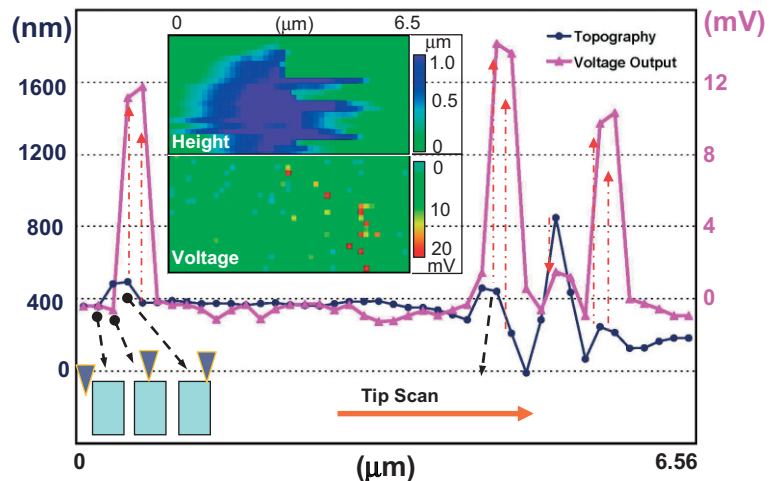 0 (μm) 6.5
(nm)
(mV)
μm
Topography
Voltage Output
1600
1.0
12
0.5
Height
0
1200
8
0
800
10
4
Voltage
20
mV
400
0
0
Tip Scan
0
(μm)
6.56